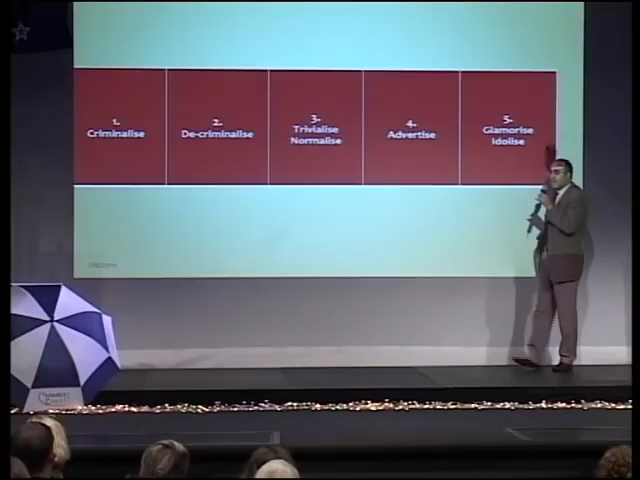 1.
Criminalise
2.
De-criminalise
3.
Trivialise
Normalise
4.
Advertise
5.
Glamorise
Idolise